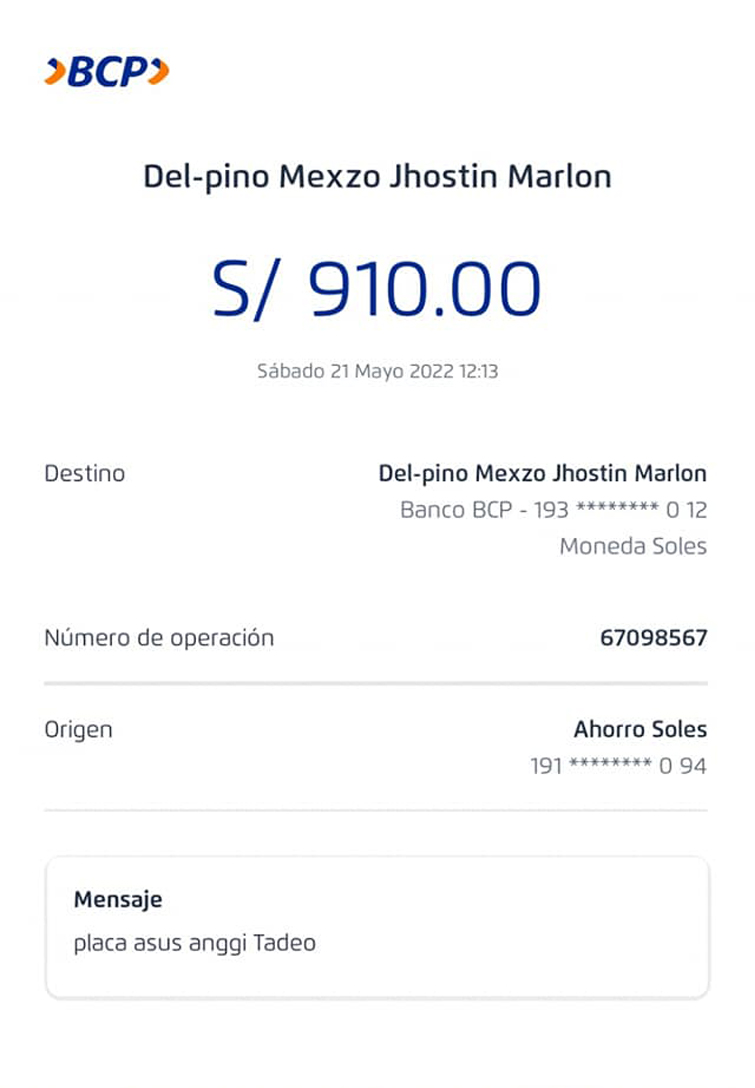 BCP
Del-pino Mexzo Jhostin Marlon
S/ 910.00
Sábado 21 Mayo 2022 12:13
Destino
Del-pino Mexzo Jhostin Marlon
Banco BCP - 193 ******** 0 12
Moneda Soles
Número de operación
67098567
Origen
Ahorro Soles
191 ******** 0 94
Mensaje
placa asus anggi Tadeo